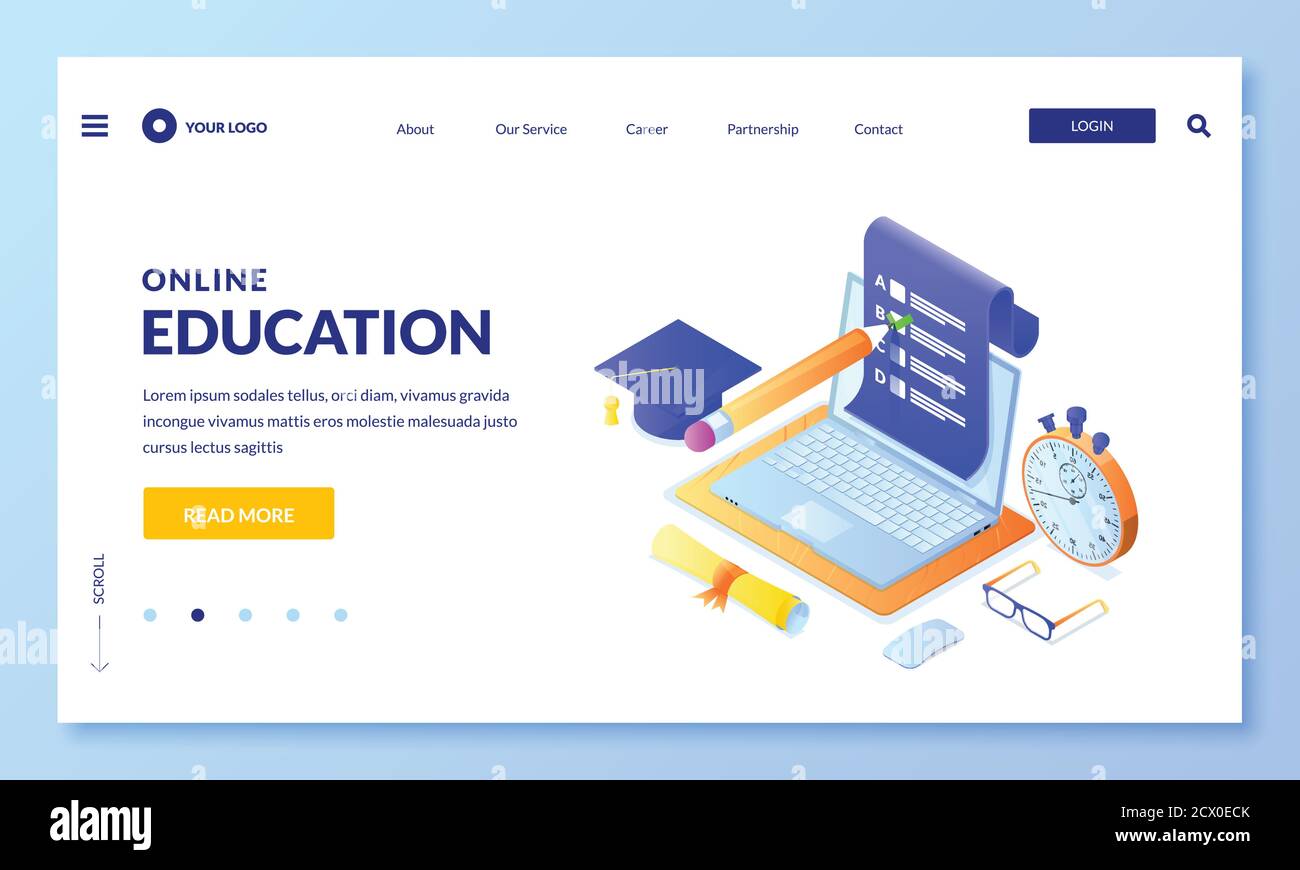 YOUR LOGO
About
Our Service
Career
Partnership
Contact
LOGIN
ONLINE
EDUCATION
Lorem ipsum sodales tellus, orci diam, vivamus gravida
incongue vivamus mattis eros molestie malesuada justo
cursus lectus sagittis
READ MORE
SCROLL
A
B
C
D
alamy
Image ID: 2CX0ECK
www.alamy.com